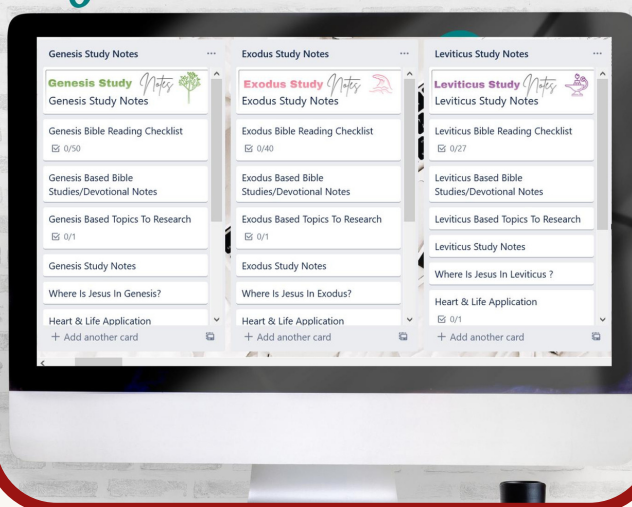 Genesis Study Notes
Genesis Study Notes
Genesis Study Notes
Genesis Bible Reading Checklist
0/50
Genesis Based Bible
Studies/Devotional Notes
Genesis Based Topics To Research
0/1
Genesis Study Notes
Where Is Jesus In Genesis?
Heart & Life Application
+ Add another card
Exodus Study Notes
Exodus Study Notes
Exodus Study Notes
Exodus Bible Reading Checklist
0/40
Exodus Based Bible
Studies/Devotional Notes
Exodus Based Topics To Research
0/1
Exodus Study Notes
Where Is Jesus In Exodus?
Heart & Life Application
+ Add another card
Leviticus Study Notes
Leviticus Study Notes
Leviticus Study Notes
Leviticus Bible Reading Checklist
0/27
Leviticus Based Bible
Studies/Devotional Notes
Leviticus Based Topics To Research
Leviticus Study Notes
Where Is Jesus In Leviticus ?
Heart & Life Application
0/1
+ Add another card